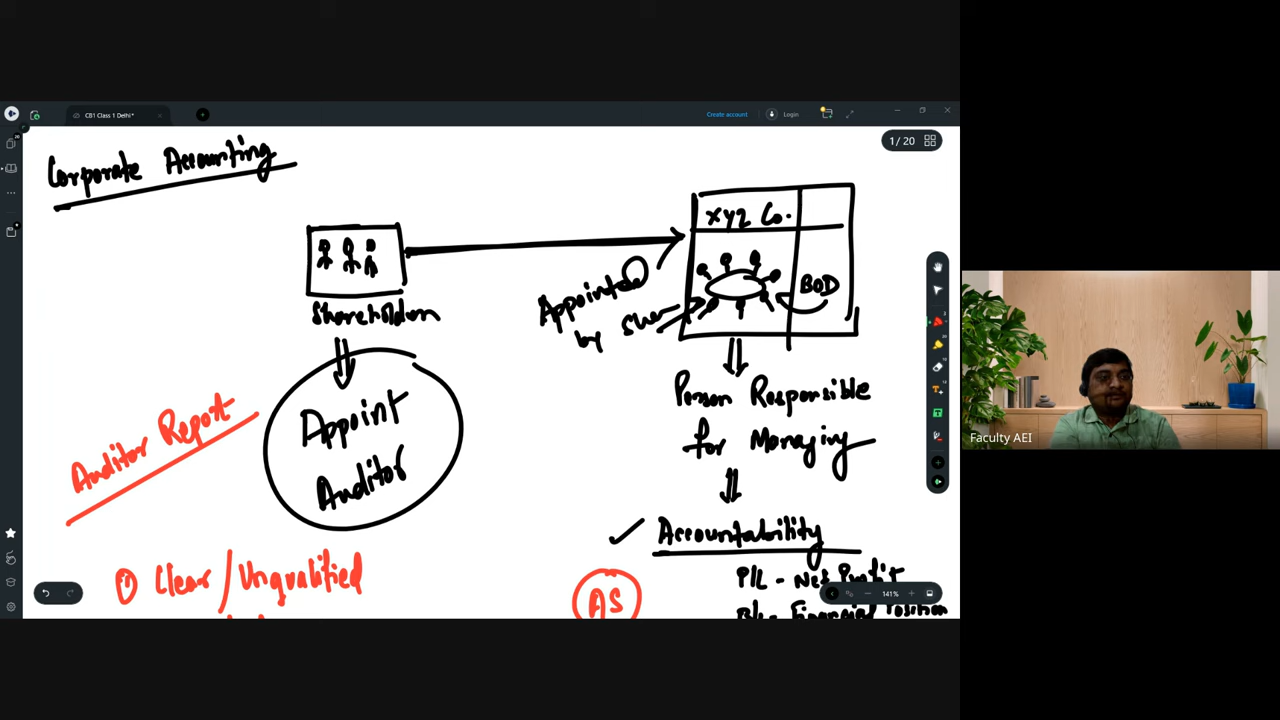 CB1 Class 1 Delhi*
Create account
Login
1 / 20
Corporate Accounting
XYZ Co.
BOD
Shareholders
Appointed
by Sha
Appoint
Auditor
Auditor Report
Person Responsible
for Managing
Accountability
P/L - Net Profit
B/s - Financial Position
① Clear / Unqualified
AS
141%
Faculty AEI